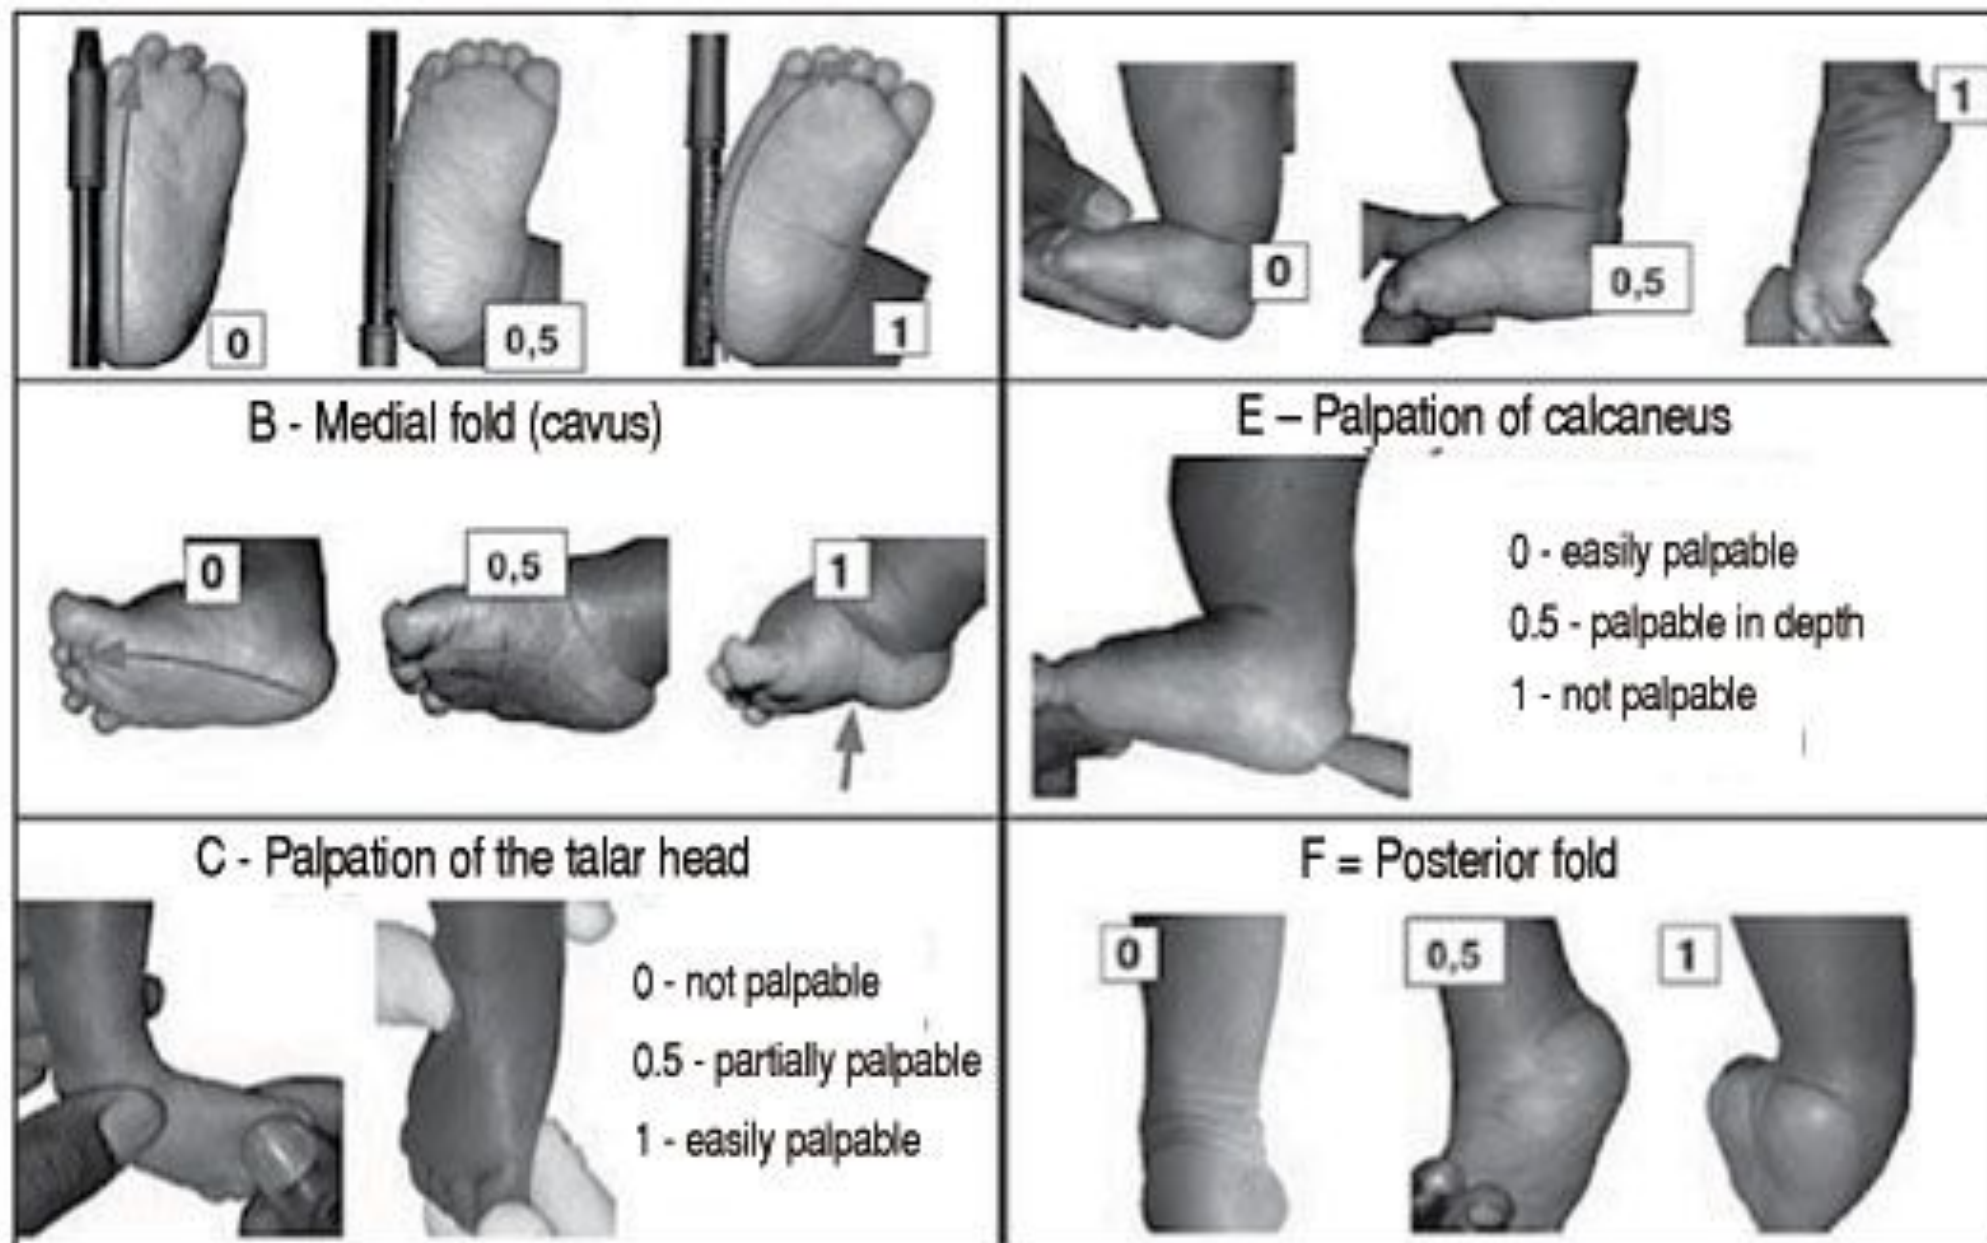 0
0,5
1
0
0,5
1
B - Medial fold (cavus)
0
0,5
1
E – Palpation of calcaneus
0 - easily palpable
0.5 - palpable in depth
1 - not palpable
C - Palpation of the talar head
0 - not palpable
0.5 - partially palpable
1 - easily palpable
F = Posterior fold
0
0,5
1